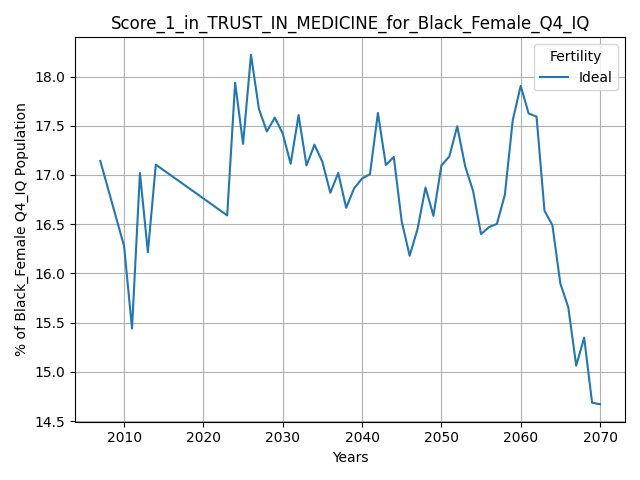 Score_1_in_TRUST_IN_MEDICINE_for_Black_Female_Q4_IQ
Fertility
Ideal
% of Black_Female Q4_IQ Population
18.0
17.5
17.0
16.5
16.0
15.5
15.0
14.5
2010 2020 2030 2040 2050 2060 2070
Years